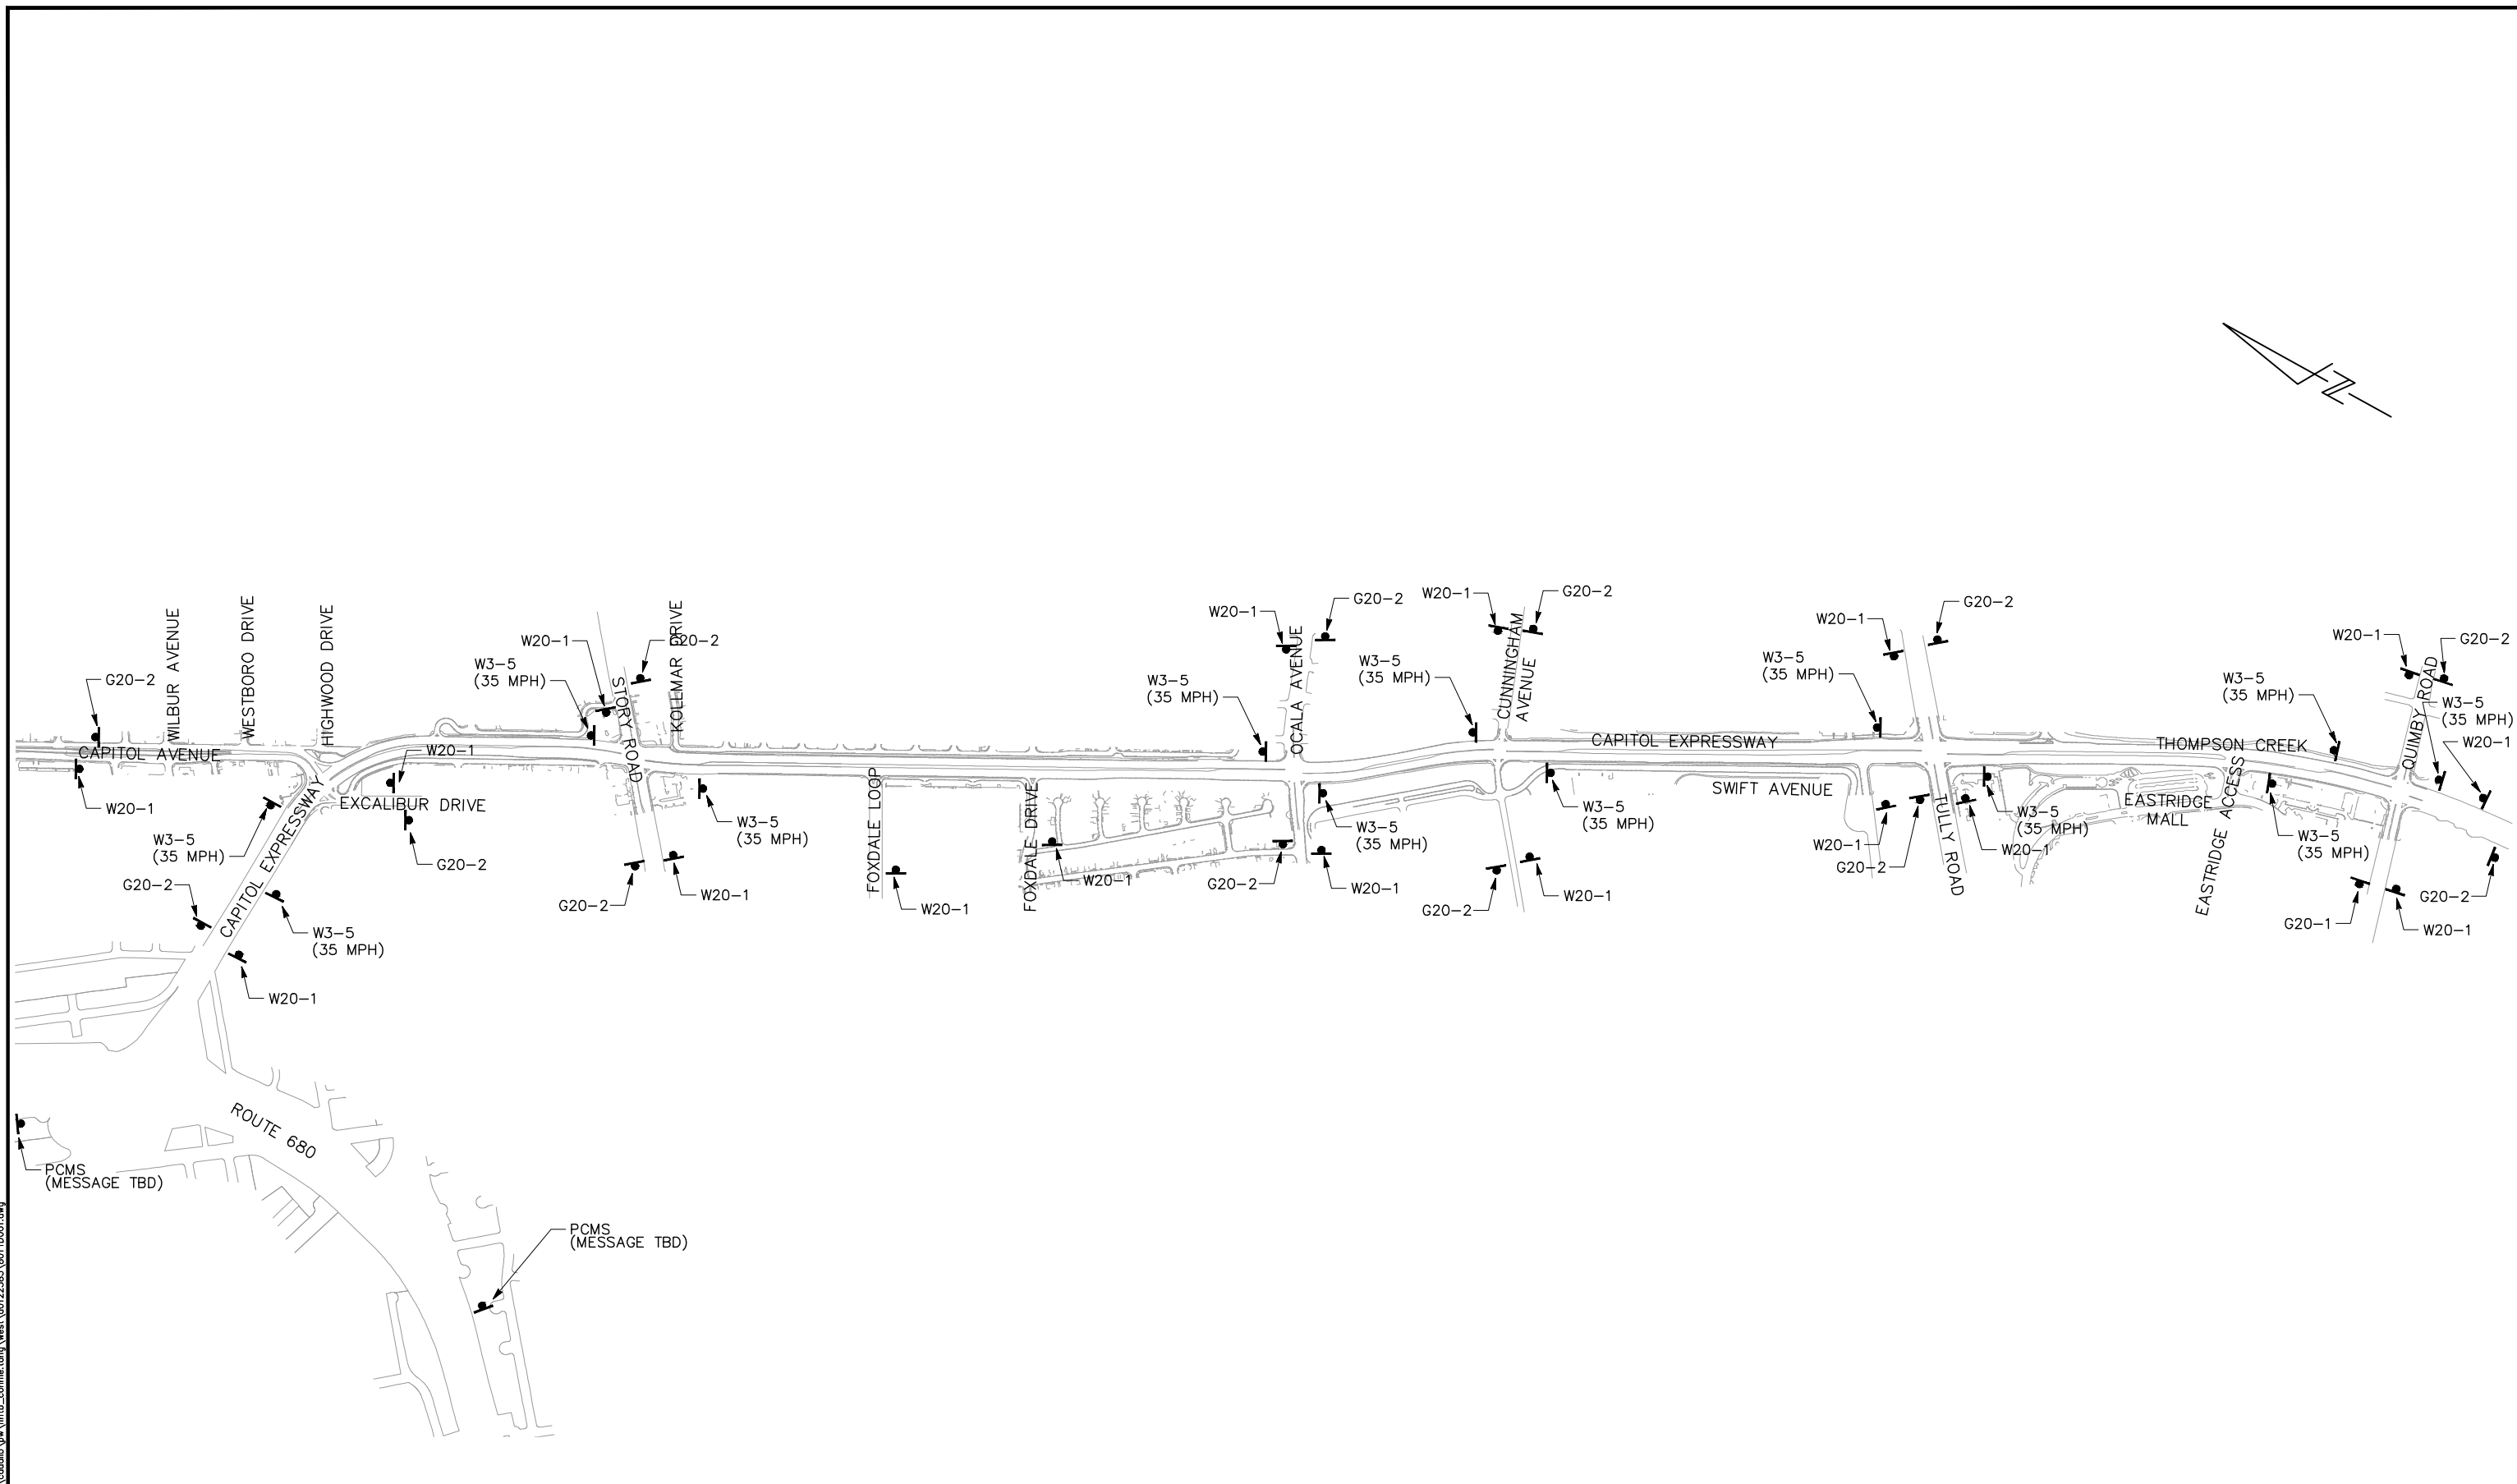 WILBUR AVENUE
WESTBORO DRIVE
HIGHWOOD DRIVE
G20-2
CAPITOL AVENUE
W20-1
W3-5
(35 MPH)
G20-2
CAPITOL EXPRESSWAY
W3-5
(35 MPH)
W20-1
W20-1
EXCALIBUR DRIVE
G20-2
W20-1
W3-5
(35 MPH)
STORY ROAD
G20-2
KOLLMAR DRIVE
W3-5
(35 MPH)
G20-2
W20-1
FOXDALE LOOP
W20-1
FOXDALE DRIVE
W20-1
W20-1
G20-2
W3-5
(35 MPH)
OCALA AVENUE
W3-5
(35 MPH)
G20-2
W20-1
W20-1
G20-2
W3-5
(35 MPH)
CUNNINGHAM
AVENUE
W3-5
(35 MPH)
G20-2
W20-1
CAPITOL EXPRESSWAY
SWIFT AVENUE
W20-1
G20-2
W3-5
(35 MPH)
W20-1
G20-2
TULLY ROAD
W20-1
W3-5
(35 MPH)
THOMPSON CREEK
EASTRIDGE
MALL
EASTRIDGE ACCESS
W3-5
(35 MPH)
W3-5
(35 MPH)
W20-1
G20-2
QUIMBY ROAD
W3-5
(35 MPH)
W20-1
G20-2
G20-1
W20-1
ROUTE 680
PCMS
(MESSAGE TBD)
PCMS
(MESSAGE TBD)